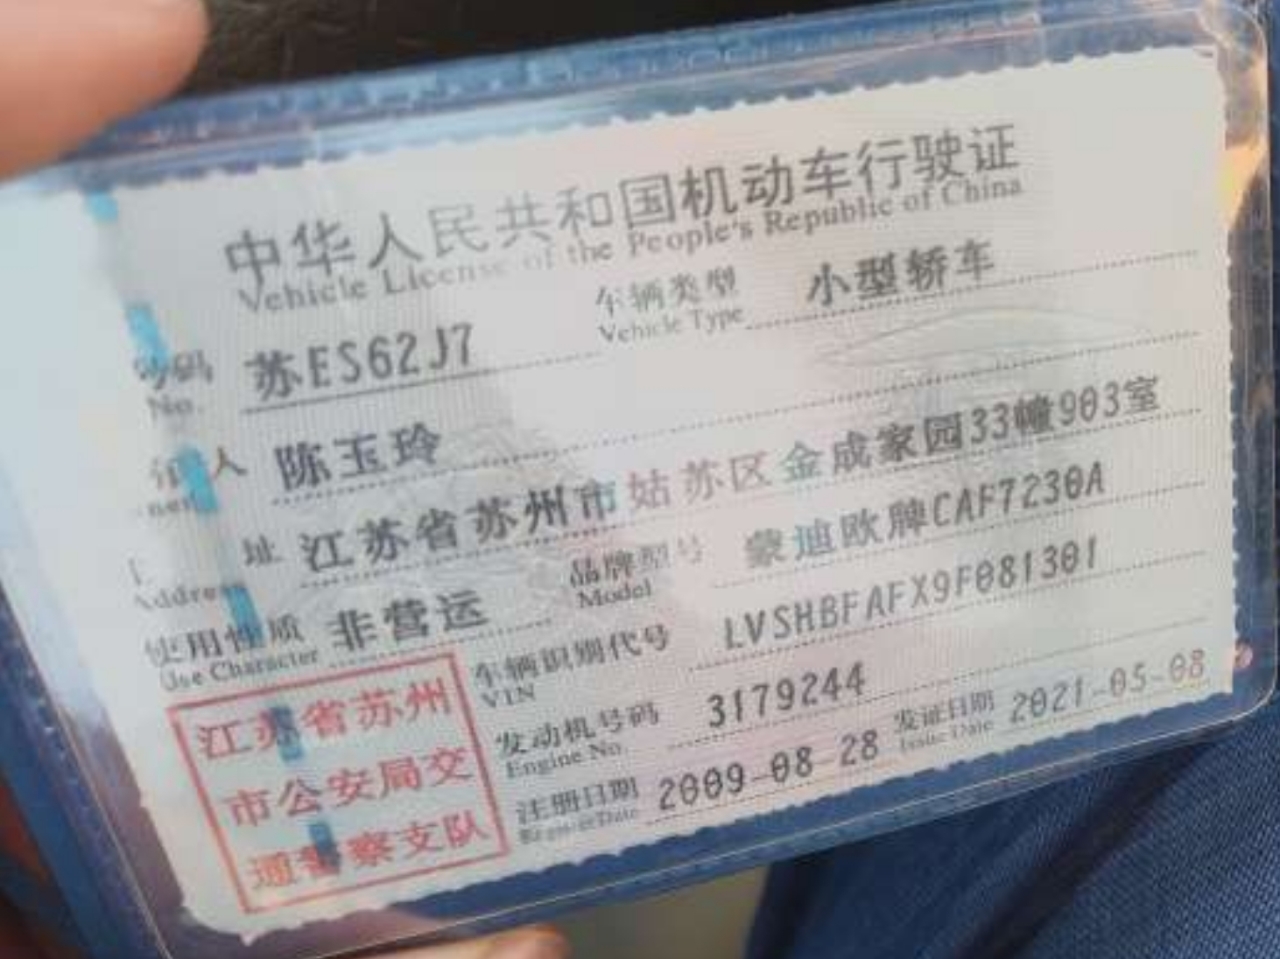 中华人民共和国机动车行驶证
Vehicle License of the People's Republic of China
号码 苏ES62J7 车辆类型 小型轿车
No. Vehicle Type
人 陈玉玲
址 江苏省苏州市姑苏区金成家园33幢903室
Address
使用性质 非营运 品牌型号 蒙迪欧牌CAF7230A
Use Character Model
车辆识别代号 LVSHBFAFX9F081301
VIN
发动机号码 3179244
Engine No.
注册日期 2009-08-28 发证日期 2021-05-08
Register Date Issue Date
江苏省苏州
市公安局交
通警察支队